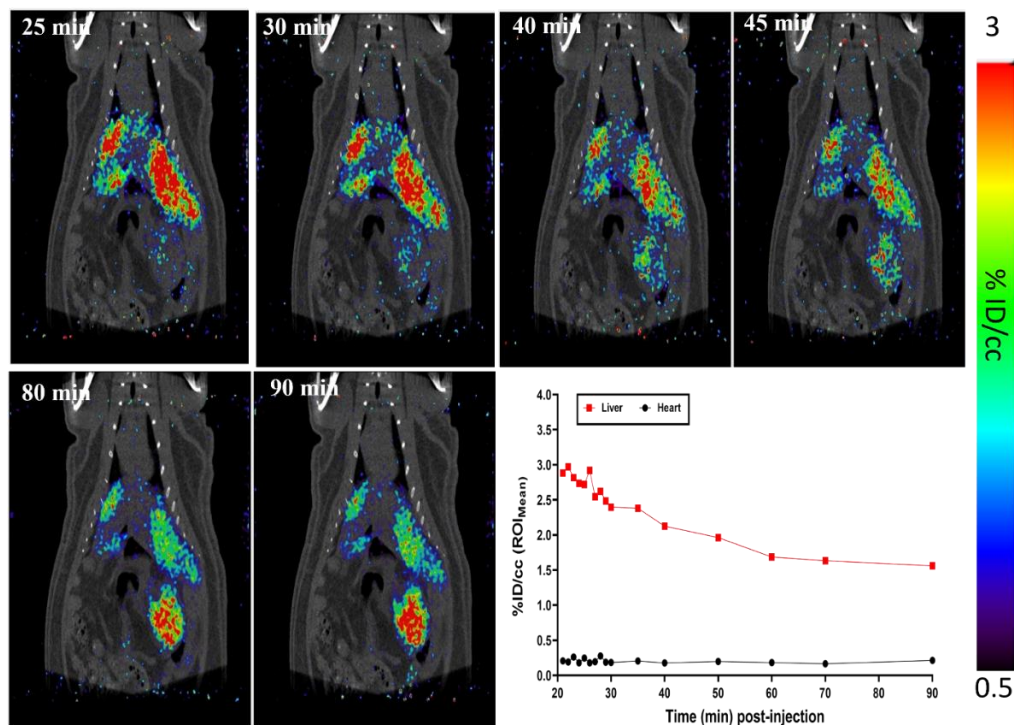 25 min
30 min
40 min
45 min
3
% ID/cc
0.5
80 min
90 min
4.0
3.5
3.0
2.5
2.0
1.5
1.0
0.5
0.0
%ID/cc (ROIMean)
Liver Heart
20 30 40 50 60 70 80 90
Time (min) post-injection